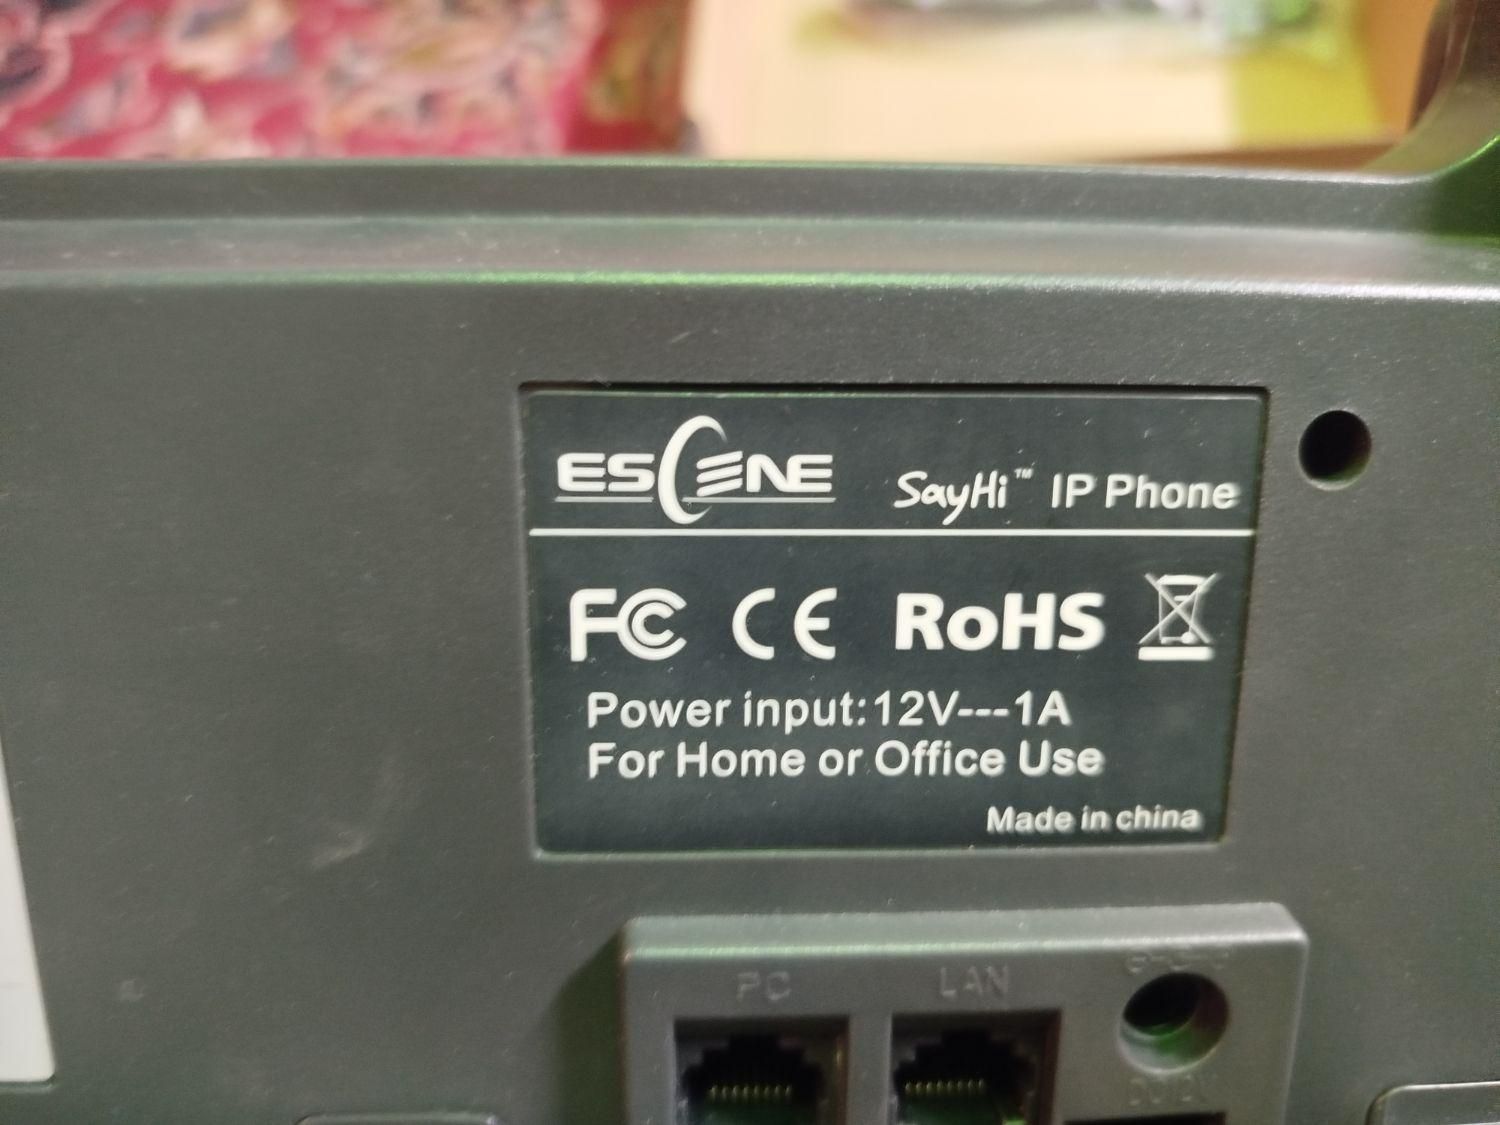 ESCENE SayHi™ IP Phone
FC CE RoHS
Power input:12V---1A
For Home or Office Use
Made in china
PC LAN
DC12V